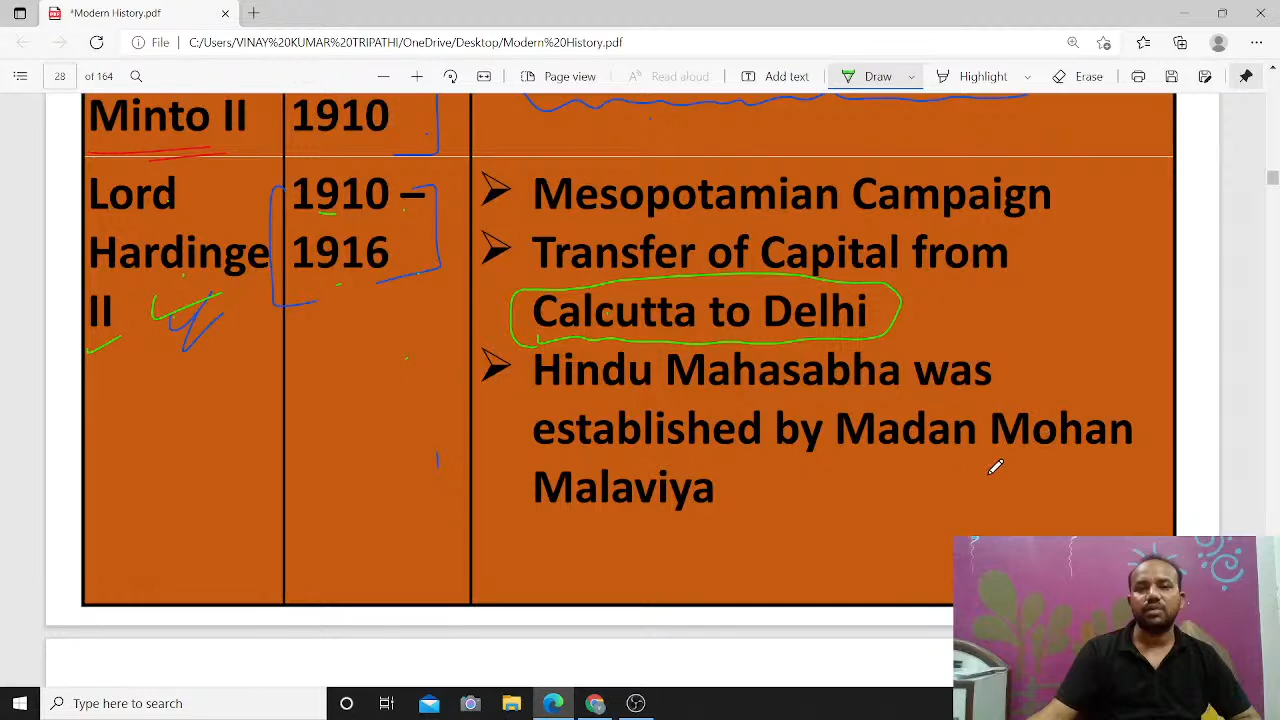 *Modern History.pdf
File C:/Users/VINAY%20KUMAR%20TRIPATHI/OneDrive/Desktop/Modern%20History.pdf
28 of 164 Page view Read aloud Add text Draw Highlight Erase
Minto II 1910
Lord 1910 – Mesopotamian Campaign
Hardinge 1916 Transfer of Capital from
II Calcutta to Delhi
Hindu Mahasabha was
established by Madan Mohan
Malaviya
Type here to search